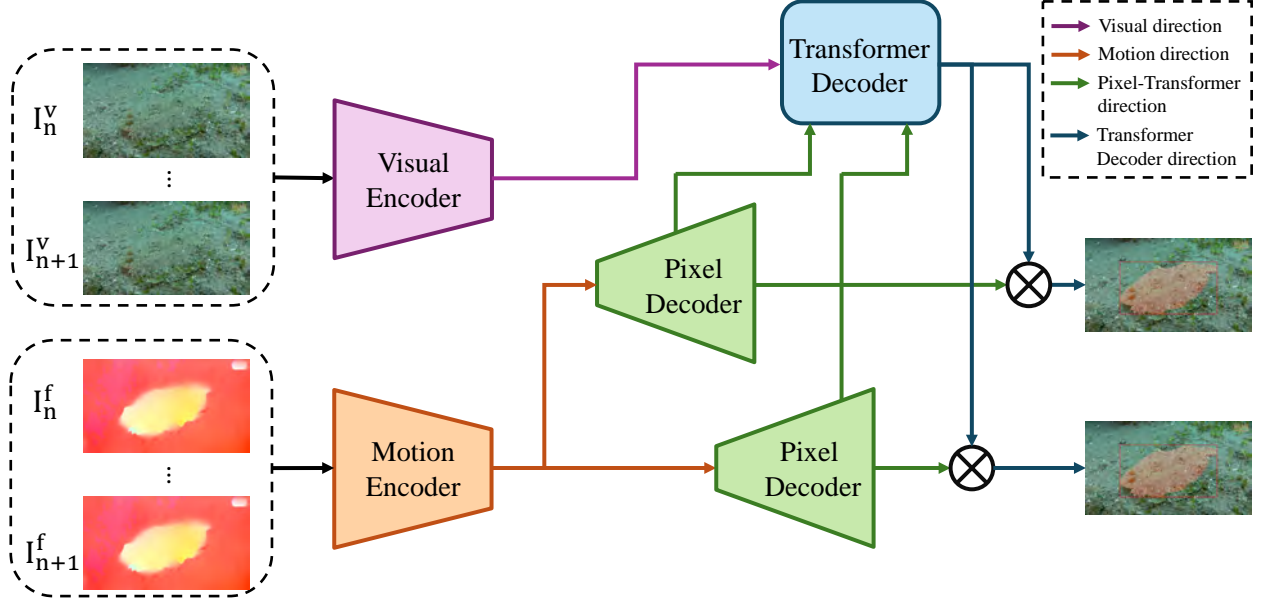 I_n^v
⋮
I_{n+1}^v
I_n^f
⋮
I_{n+1}^f
Visual
Encoder
Motion
Encoder
Pixel
Decoder
Pixel
Decoder
Transformer
Decoder
Visual direction
Motion direction
Pixel-Transformer
direction
Transformer
Decoder direction